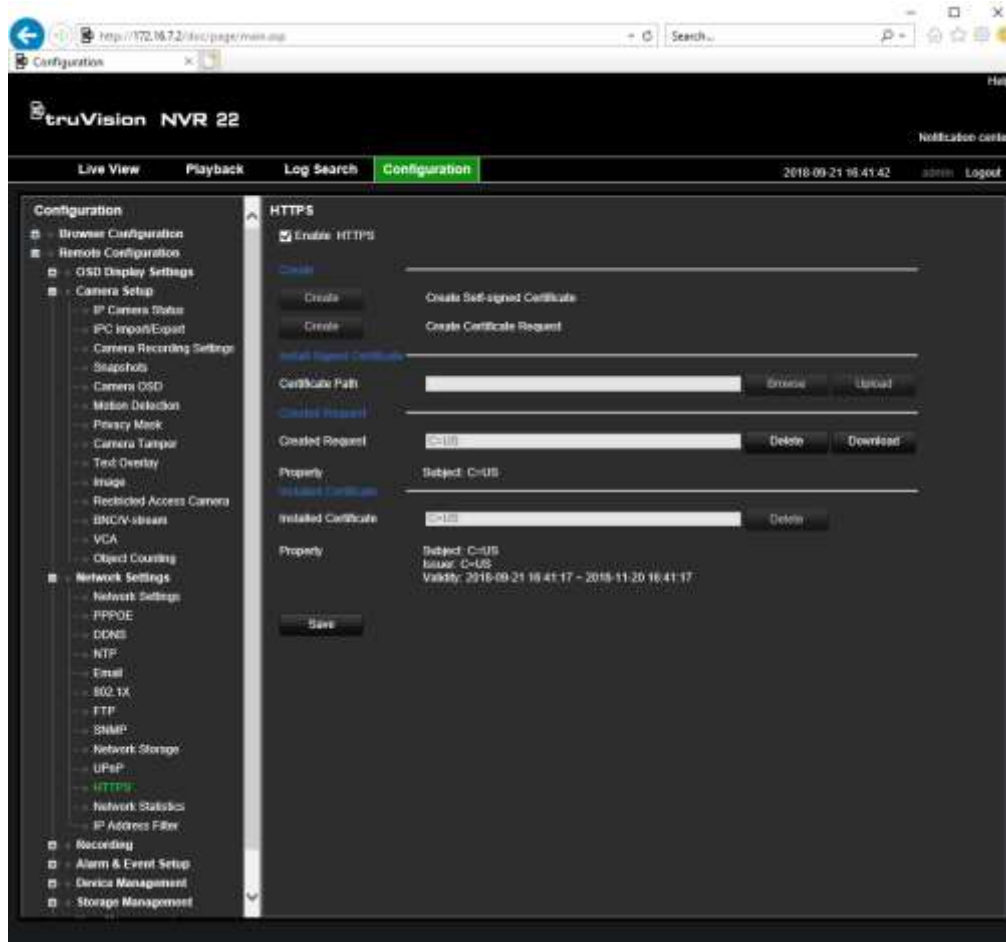 http://172.16.7.2/doc/page/main.asp
Search...
Configuration
truVision NVR 22
Notification cente
Live View Playback Log Search Configuration 2018-09-21 16:41:42 admin Logout
Configuration
Browser Configuration
Remote Configuration
OSD Display Settings
Camera Setup
IP Camera Status
IPC Import/Export
Camera Recording Settings
Snapshots
Camera OSD
Motion Detection
Privacy Mask
Camera Tamper
Text Overlay
Image
Restricted Access Camera
BNC/V-stream
VCA
Object Counting
Network Settings
Network Settings
PPPOE
DDNS
NTP
Email
802.1X
FTP
SNMP
Network Storage
UPnP
HTTPS
Network Statistics
IP Address Filter
Recording
Alarm & Event Setup
Device Management
Storage Management
HTTPS
Enable HTTPS
Create
Create Create Self-signed Certificate
Create Create Certificate Request
Install Signed Certificate
Certificate Path Browse Upload
Created Request
Created Request C=US Delete Download
Property Subject: C=US
Installed Certificate
Installed Certificate C=US Delete
Property Subject: C=US
Issuer: C=US
Validity: 2018-09-21 16:41:17 ~ 2018-11-20 16:41:17
Save